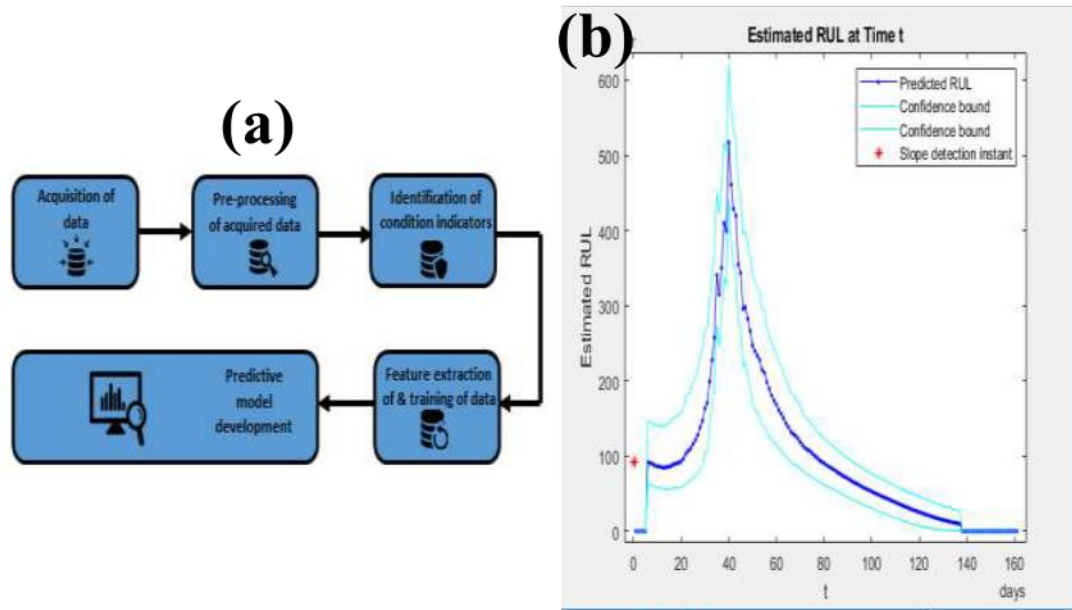 (a)
Acquisition of
data
Pre-processing
of acquired data
Identification of
condition indicators
Feature extraction
of & training of data
Predictive
model
development
(b)
Estimated RUL at Time t
Predicted RUL
Confidence bound
Confidence bound
Slope detection instant
Estimated RUL
600
500
400
300
200
100
0
0 20 40 60 80 100 120 140 160
t
days